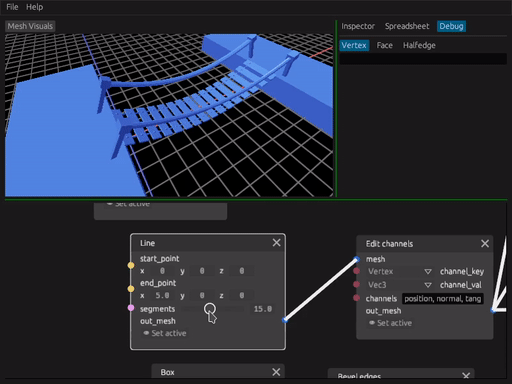 File Help
Mesh Visuals
Inspector Spreadsheet Debug
Vertex Face Halfedge
Set active
Line
start_point
x 0 y 0 z 0
end_point
x 5.0 y 0 z 0
segments 15.0
out_mesh
Set active
Edit channels
mesh
Vertex channel_key
Vec3 channel_val
channels position, normal, tang
out_mesh
Set active
Box
Bevel edges